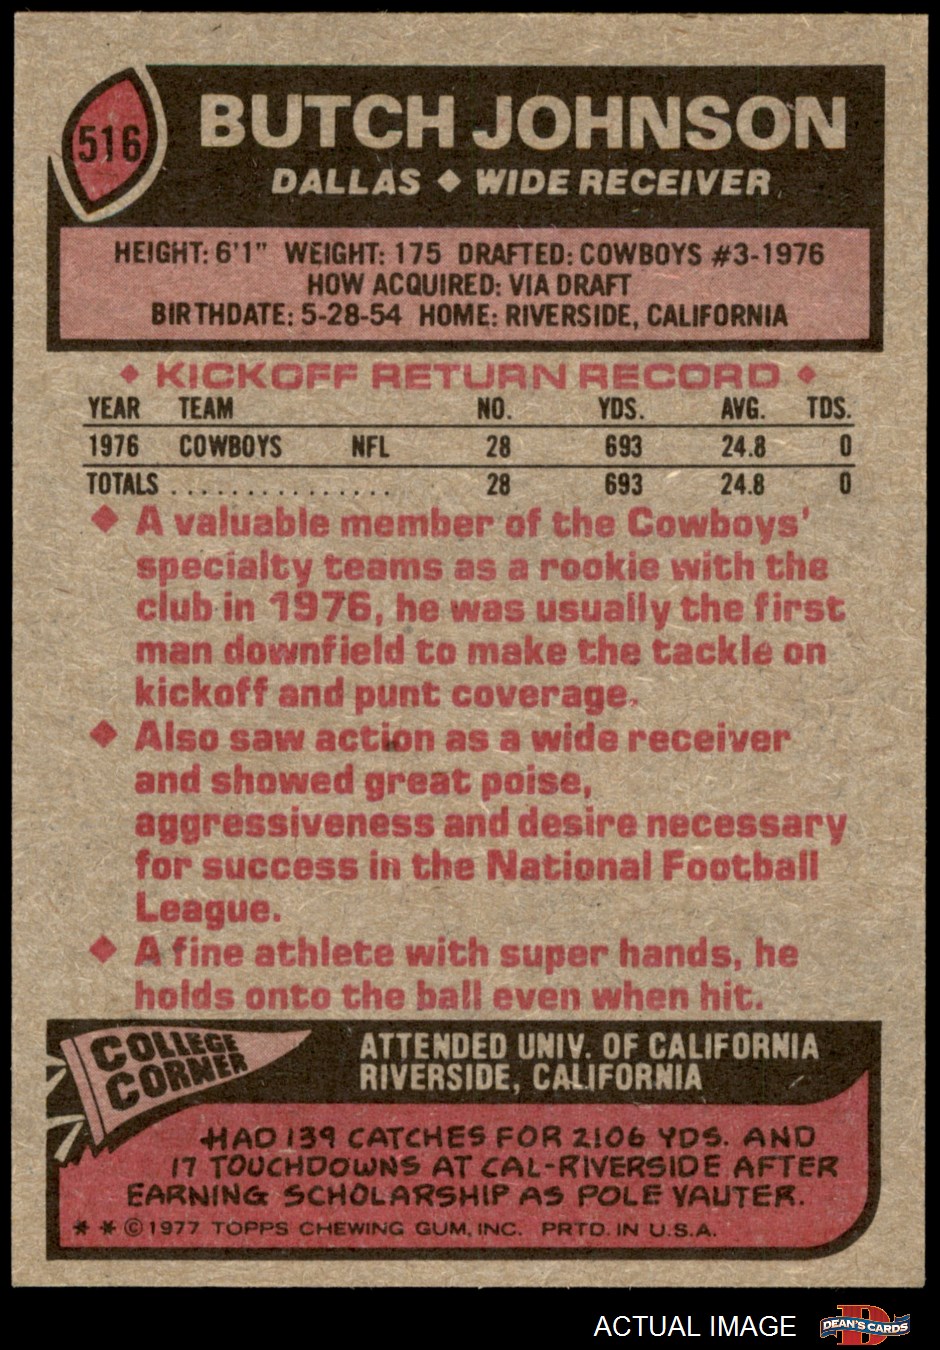 516
BUTCH JOHNSON
DALLAS ◆ WIDE RECEIVER
HEIGHT: 6'1" WEIGHT: 175 DRAFTED: COWBOYS #3-1976
HOW ACQUIRED: VIA DRAFT
BIRTHDATE: 5-28-54 HOME: RIVERSIDE, CALIFORNIA
◆ KICKOFF RETURN RECORD ◆
YEAR TEAM NO. YDS. AVG. TDS.
1976 COWBOYS NFL 28 693 24.8 0
TOTALS . . . . . . . . . . . . . . . 28 693 24.8 0
◆ A valuable member of the Cowboys'
specialty teams as a rookie with the
club in 1976, he was usually the first
man downfield to make the tackle on
kickoff and punt coverage.
◆ Also saw action as a wide receiver
and showed great poise,
aggressiveness and desire necessary
for success in the National Football
League.
◆ A fine athlete with super hands, he
holds onto the ball even when hit.
COLLEGE
CORNER
ATTENDED UNIV. OF CALIFORNIA
RIVERSIDE, CALIFORNIA
HAD 139 CATCHES FOR 2106 YDS. AND
17 TOUCHDOWNS AT CAL-RIVERSIDE AFTER
EARNING SCHOLARSHIP AS POLE VAUTER.
* * © 1977 TOPPS CHEWING GUM, INC. PRTD. IN U.S.A.
ACTUAL IMAGE
D
DEAN'S CARDS